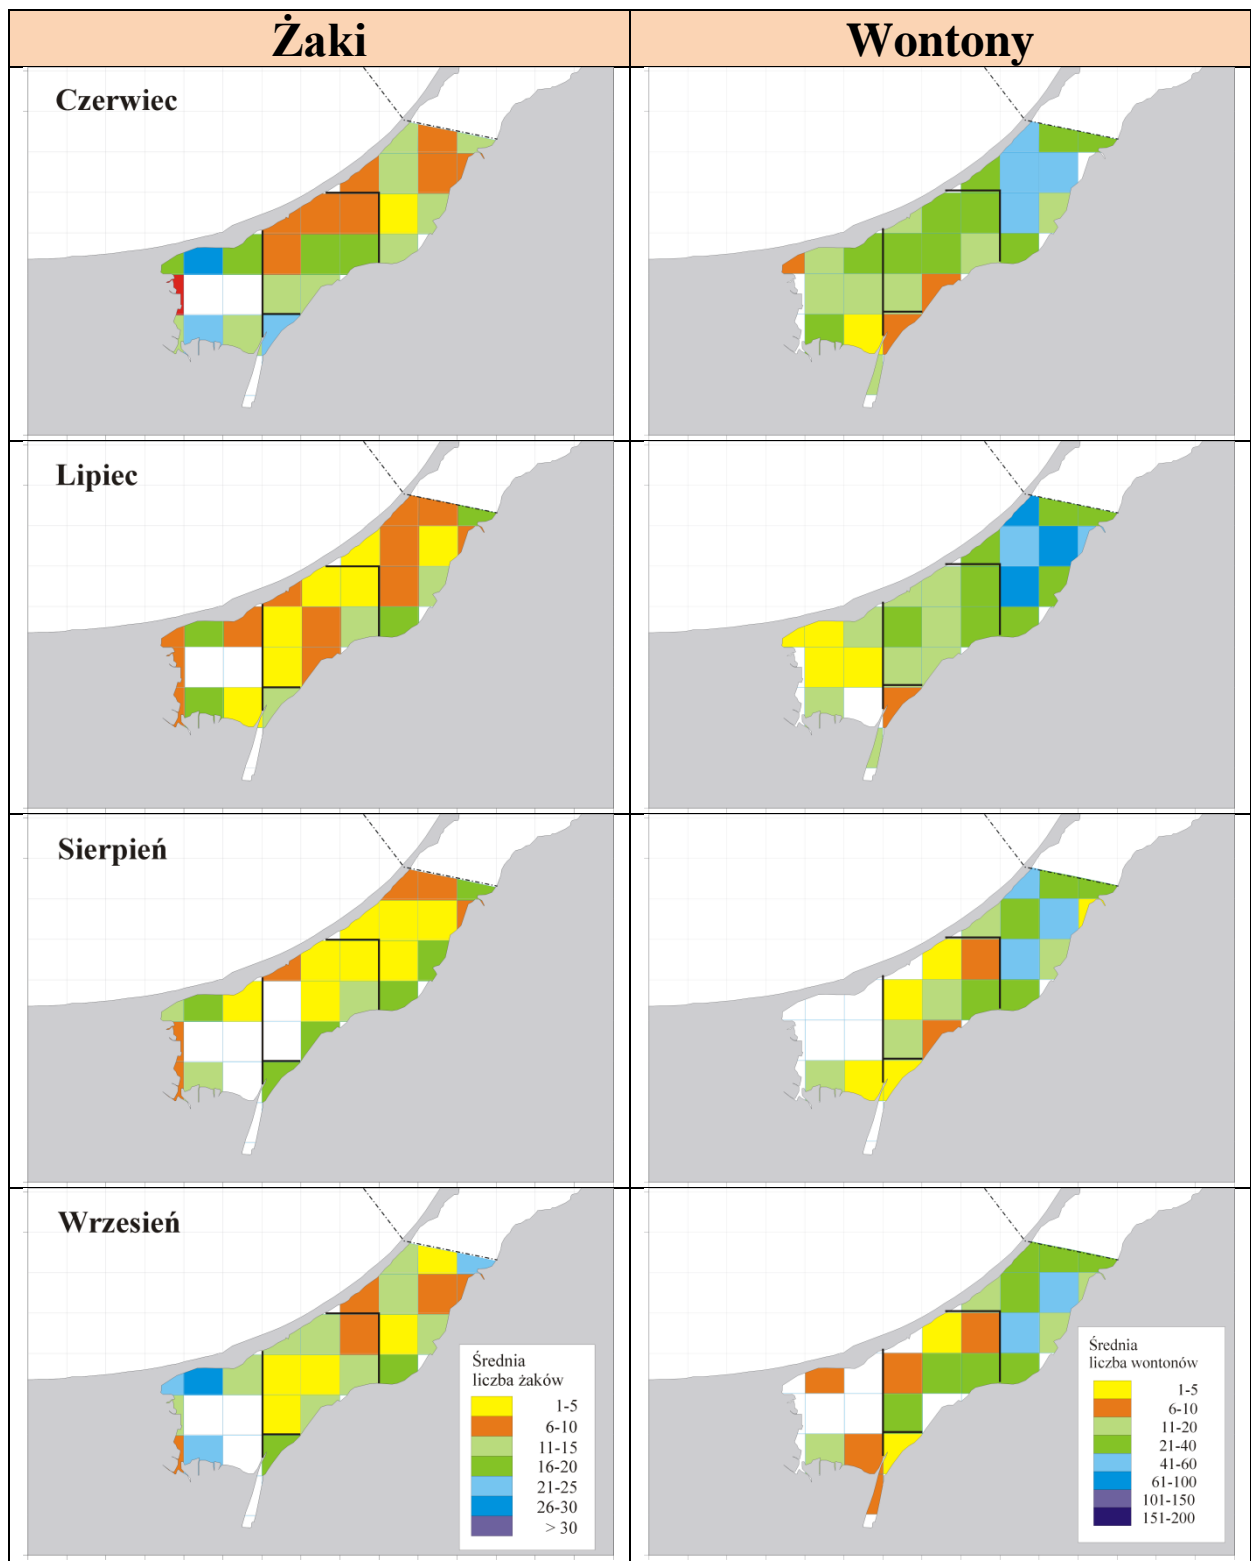 Żaki
Wontony
Czerwiec
Lipiec
Sierpień
Wrzesień
Średnia
liczba żaków
1-5
6-10
11-15
16-20
21-25
26-30
> 30
Średnia
liczba wontonów
1-5
6-10
11-20
21-40
41-60
61-100
101-150
151-200